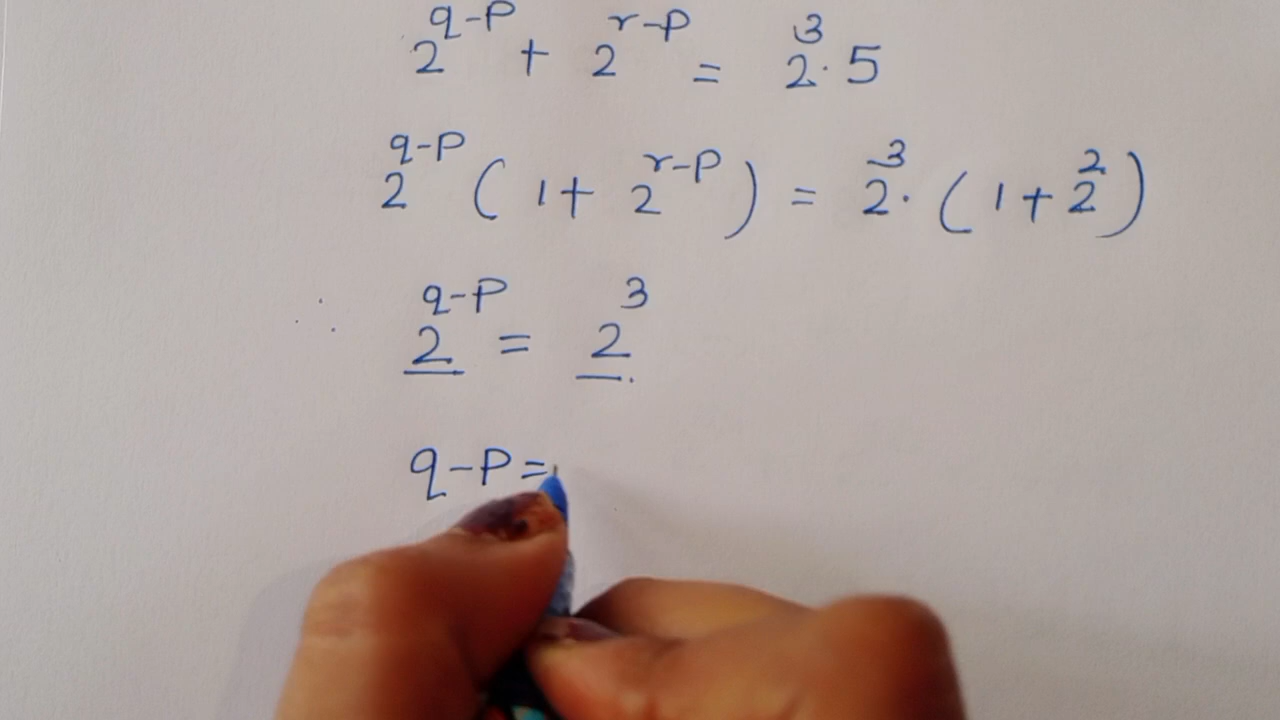 2^{q-p} + 2^{r-p} = 2^3 · 5
2^{q-p} ( 1 + 2^{r-p} ) = 2^3 · ( 1 + 2^2 )
∴ 2^{q-p} = 2^3
q-p =